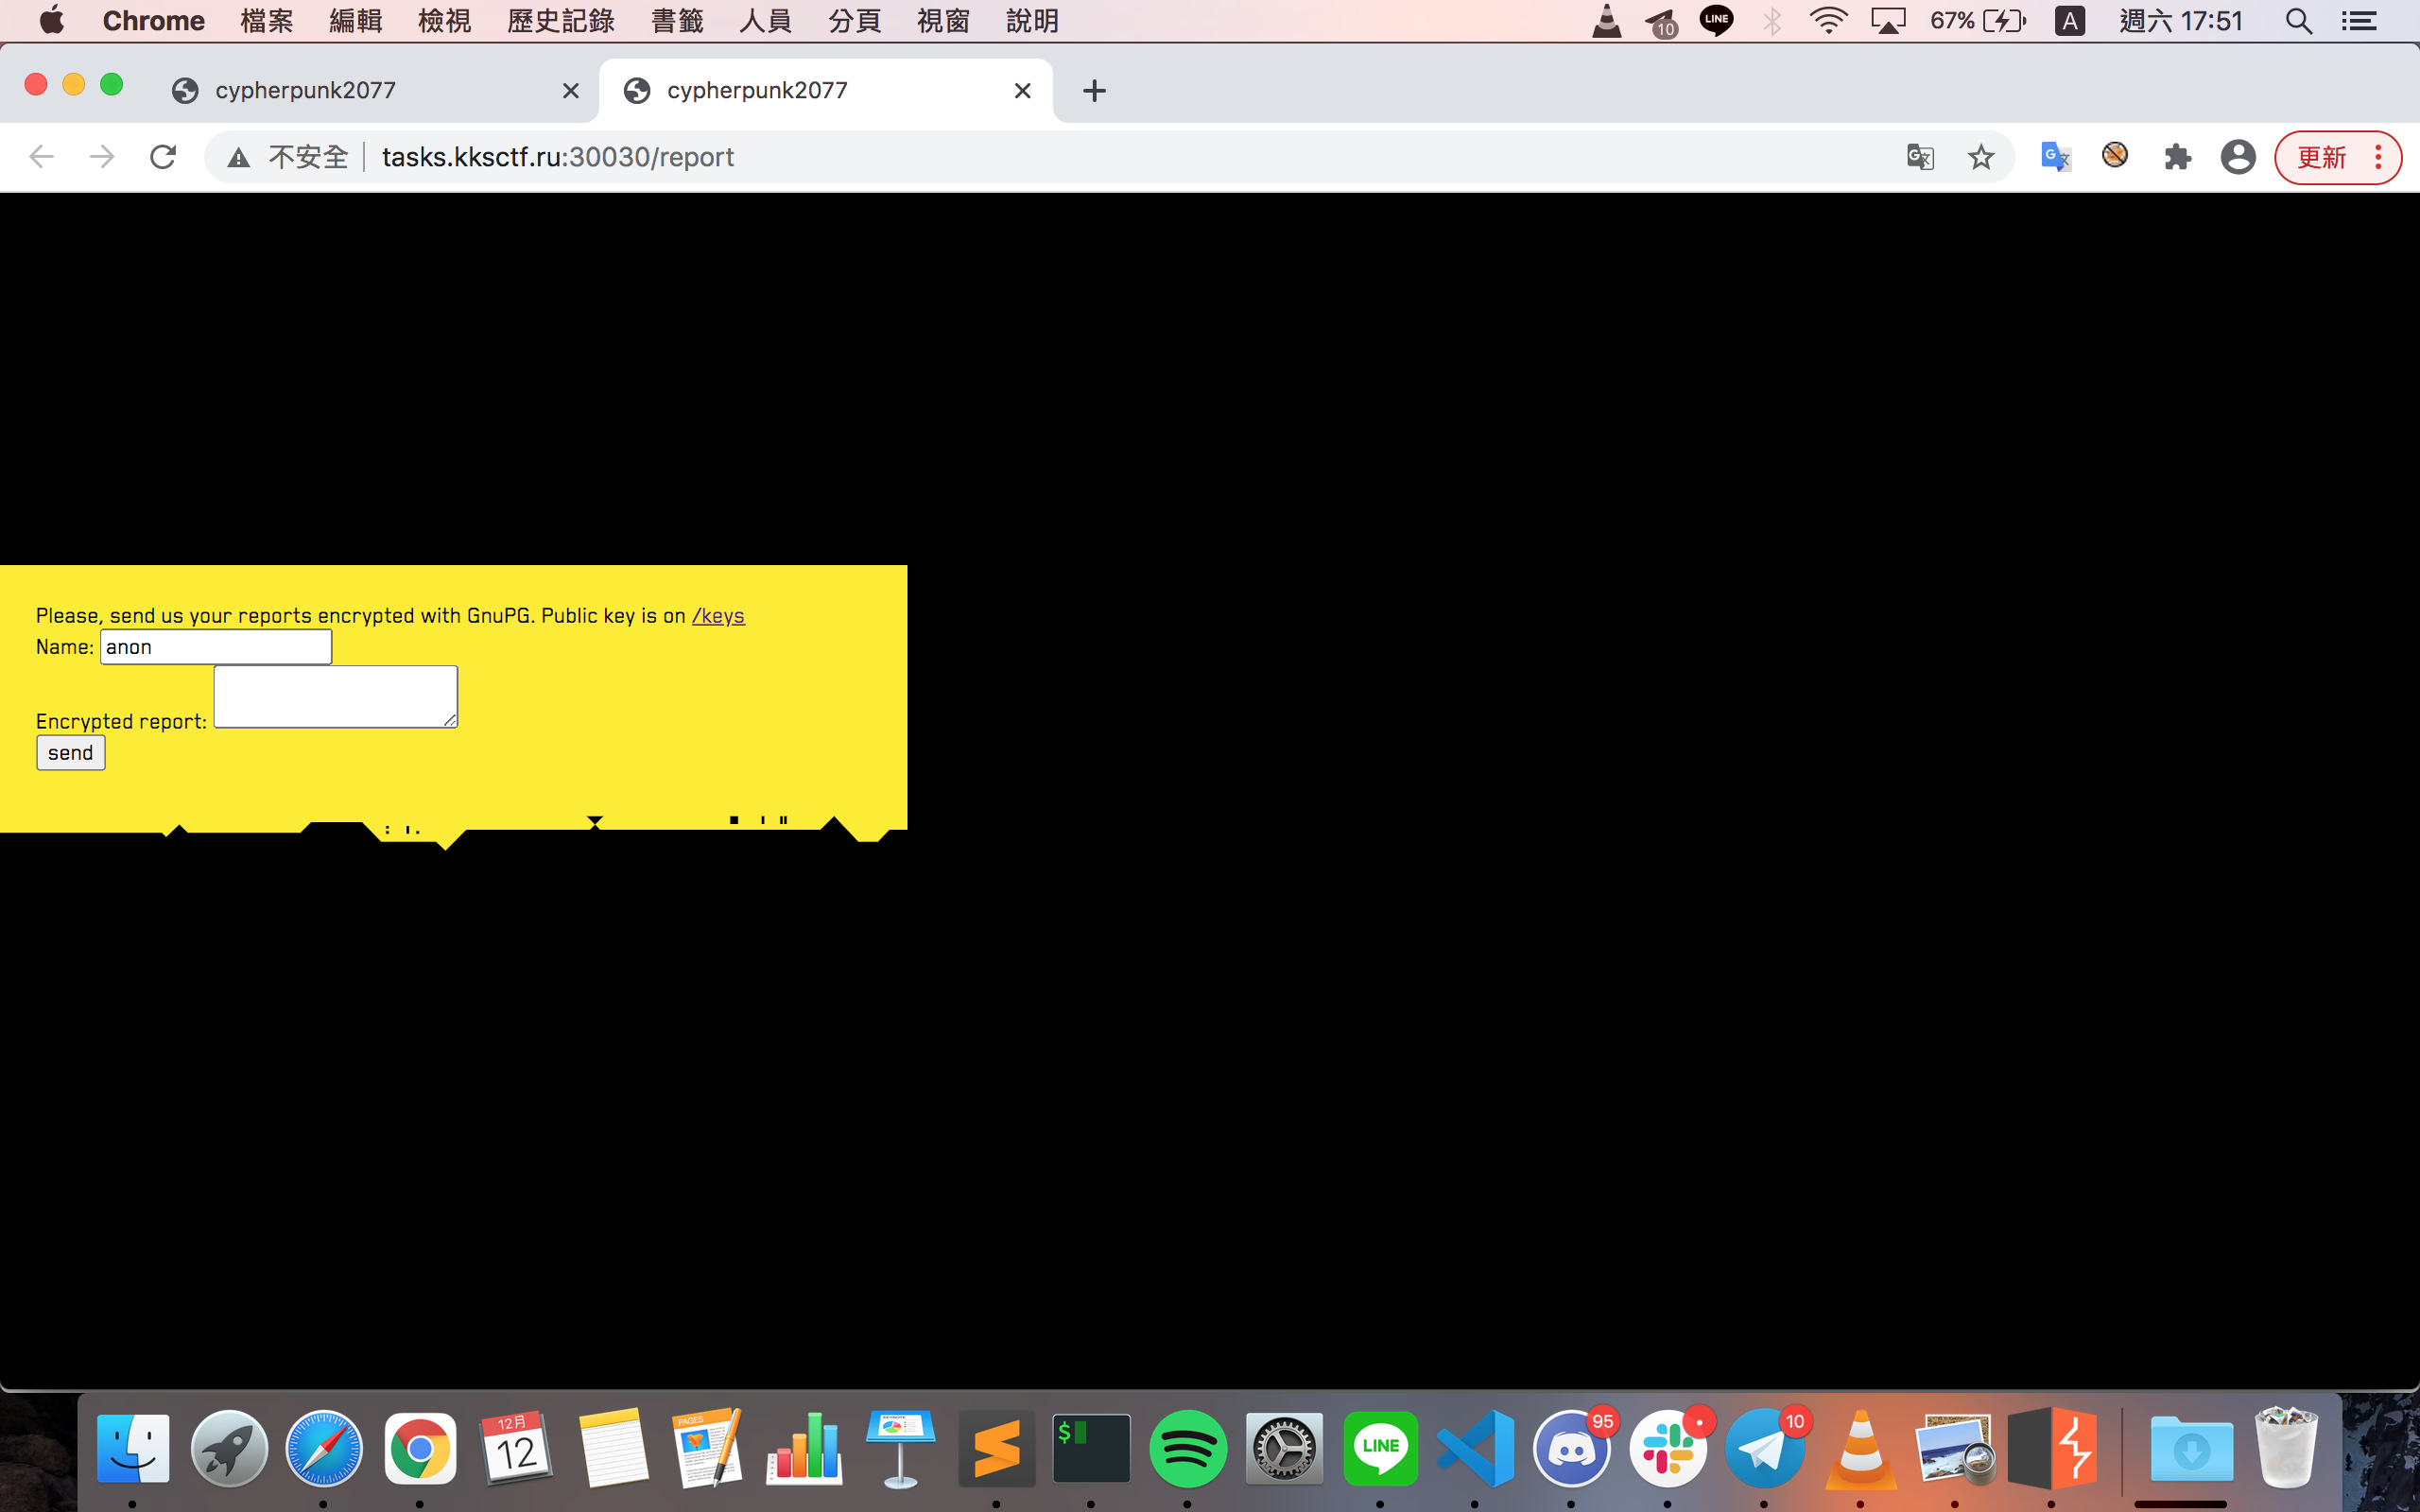 Chrome 檔案 編輯 檢視 歷史記錄 書籤 人員 分頁 視窗 說明 10 LINE 67% A 週六 17:51
cypherpunk2077 cypherpunk2077
不安全 tasks.kksctf.ru:30030/report 更新
Please, send us your reports encrypted with GnuPG. Public key is on /keys
Name: anon
Encrypted report:
send
12月 12 PAGES KEYNOTE $ LINE 95 10